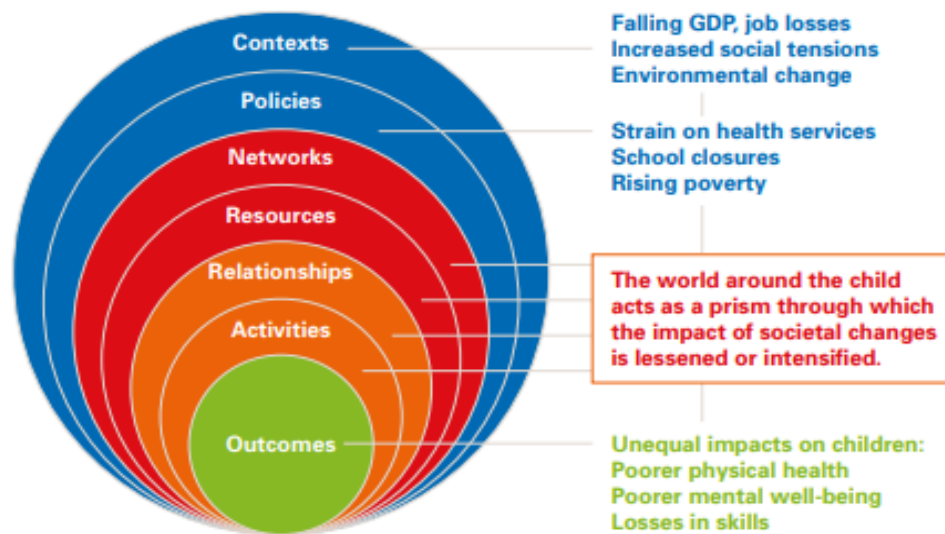 Contexts
Policies
Networks
Resources
Relationships
Activities
Outcomes
Falling GDP, job losses
Increased social tensions
Environmental change
Strain on health services
School closures
Rising poverty
The world around the child
acts as a prism through which
the impact of societal changes
is lessened or intensified.
Unequal impacts on children:
Poorer physical health
Poorer mental well-being
Losses in skills